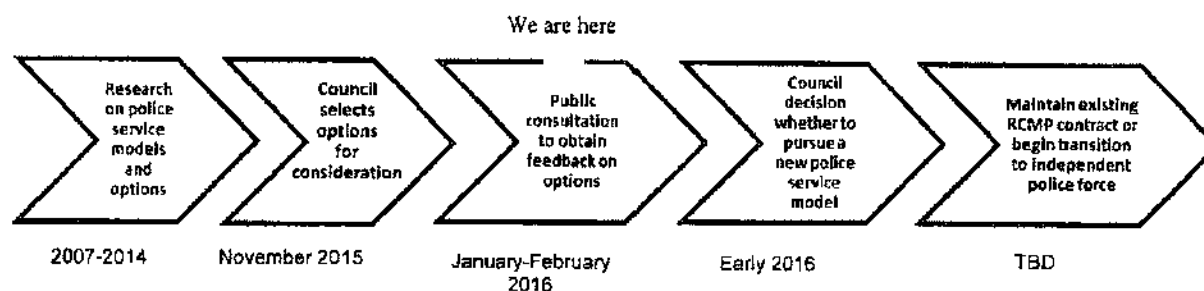 We are here
Research
on police
service
models
and
options
Council
selects
options
for
consideration
Public
consultation
to obtain
feedback on
options
Council
decision
whether to
pursue a
new police
service
model
Maintain existing
RCMP contract or
begin transition
to independent
police force
2007-2014
November 2015
January-February
2016
Early 2016
TBD